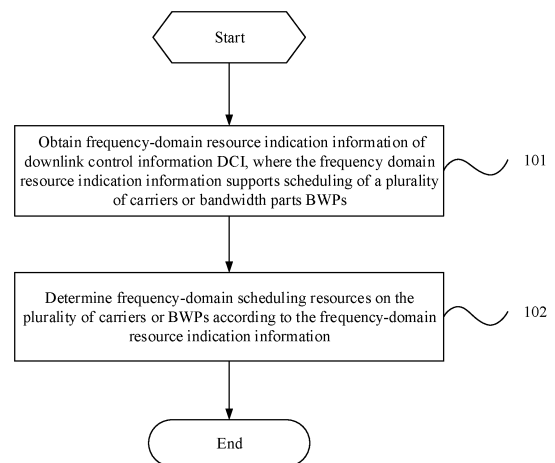 Start
Obtain frequency-domain resource indication information of
downlink control information DCI, where the frequency domain
resource indication information supports scheduling of a plurality
of carriers or bandwidth parts BWPs
101
Determine frequency-domain scheduling resources on the
plurality of carriers or BWPs according to the frequency-domain
resource indication information
102
End